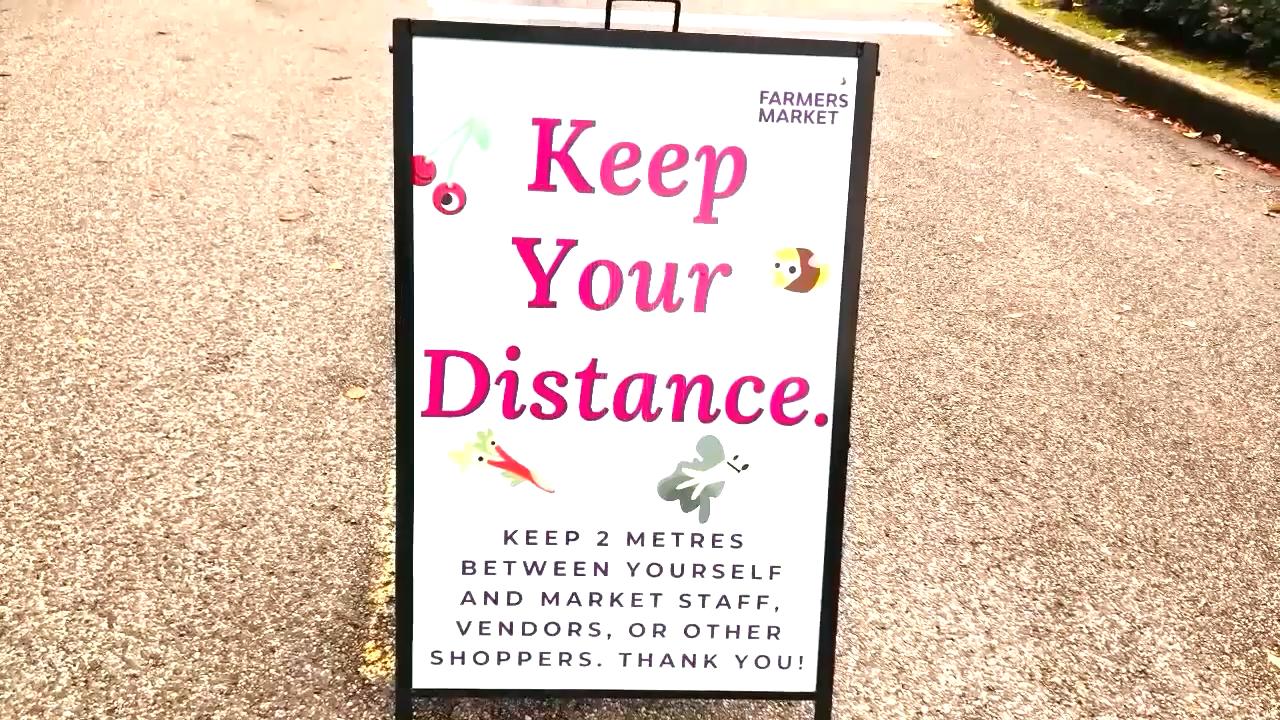 FARMERS
MARKET
Keep
Your
Distance.
KEEP 2 METRES
BETWEEN YOURSELF
AND MARKET STAFF,
VENDORS, OR OTHER
SHOPPERS. THANK YOU!